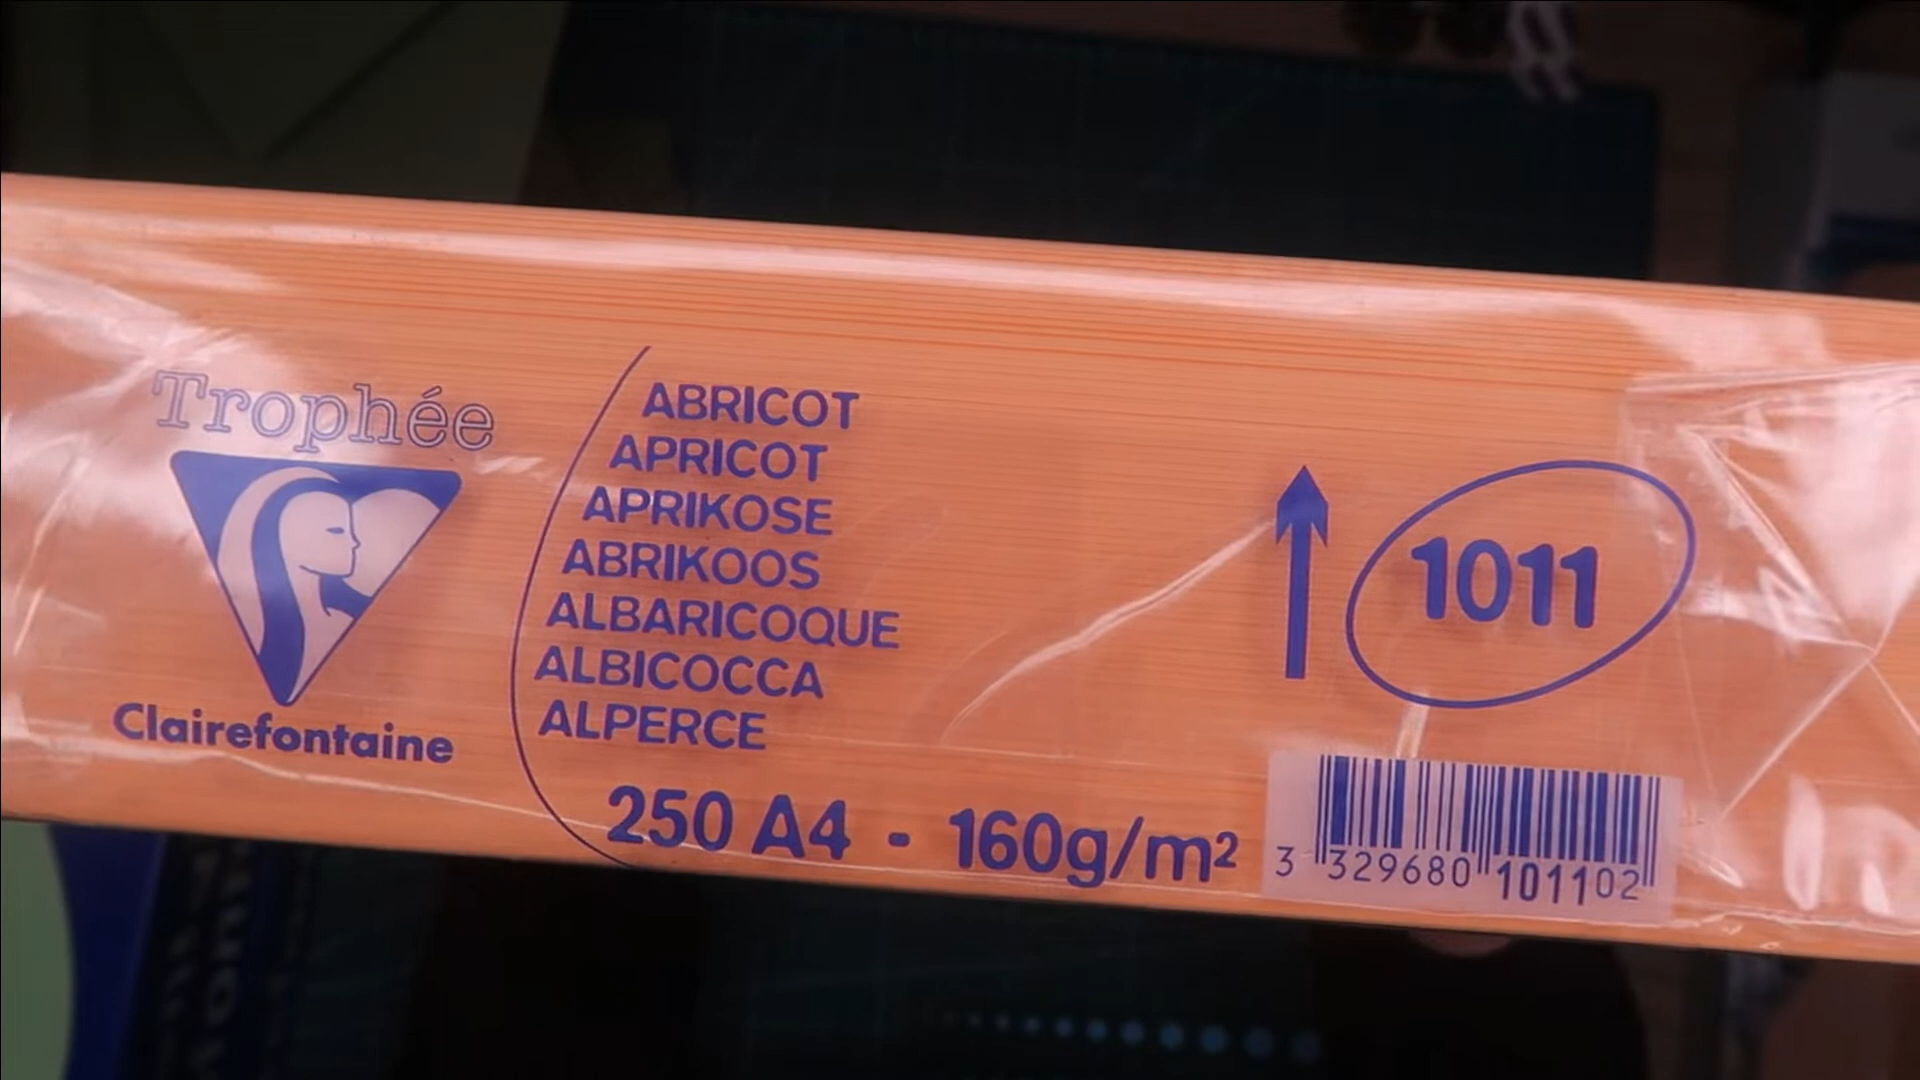 Trophée
Clairefontaine
ABRICOT
APRICOT
APRIKOSE
ABRIKOOS
ALBARICOQUE
ALBICOCCA
ALPERCE
250 A4 - 160g/m²
1011
3 329680 101102